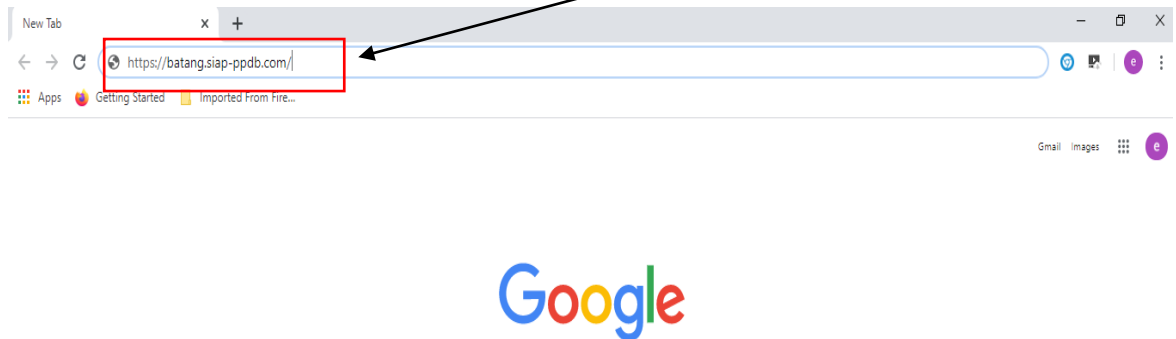 New Tab
https://batang.siap-ppdb.com/
Apps Getting Started Imported From Fire...
Gmail Images e
e
Google